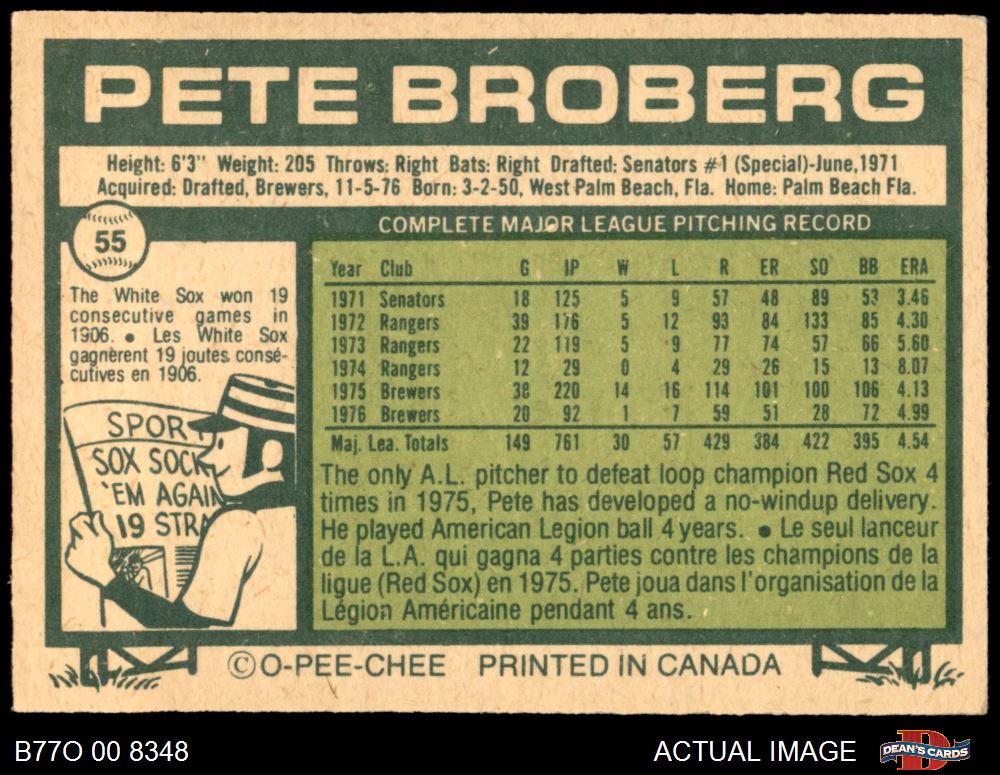 PETE BROBERG
Height: 6'3" Weight: 205 Throws: Right Bats: Right Drafted: Senators #1 (Special)-June, 1971
Acquired: Drafted, Brewers, 11-5-76 Born: 3-2-50, West Palm Beach, Fla. Home: Palm Beach Fla.
55
COMPLETE MAJOR LEAGUE PITCHING RECORD
The White Sox won 19
consecutive games in
1906. • Les White Sox
gagnèrent 19 joutes consé-
cutives en 1906.
SPOR
SOX SOCK
'EM AGAIN
19 STRA
Year Club G IP W L R ER SO BB ERA
1971 Senators 18 125 5 9 57 48 89 53 3.46
1972 Rangers 39 176 5 12 93 84 133 85 4.30
1973 Rangers 22 119 5 9 77 74 57 66 5.60
1974 Rangers 12 29 0 4 29 26 15 13 8.07
1975 Brewers 38 220 14 16 114 101 100 106 4.13
1976 Brewers 20 92 1 7 59 51 28 72 4.99
Maj. Lea. Totals 149 761 30 57 429 384 422 395 4.54
The only A.L. pitcher to defeat loop champion Red Sox 4
times in 1975, Pete has developed a no-windup delivery.
He played American Legion ball 4 years. • Le seul lanceur
de la L.A. qui gagna 4 parties contre les champions de la
ligue (Red Sox) en 1975. Pete joua dans l'organisation de la
Légion Américaine pendant 4 ans.
© O-PEE-CHEE PRINTED IN CANADA
B77O 00 8348
ACTUAL IMAGE
DEAN'S CARDS